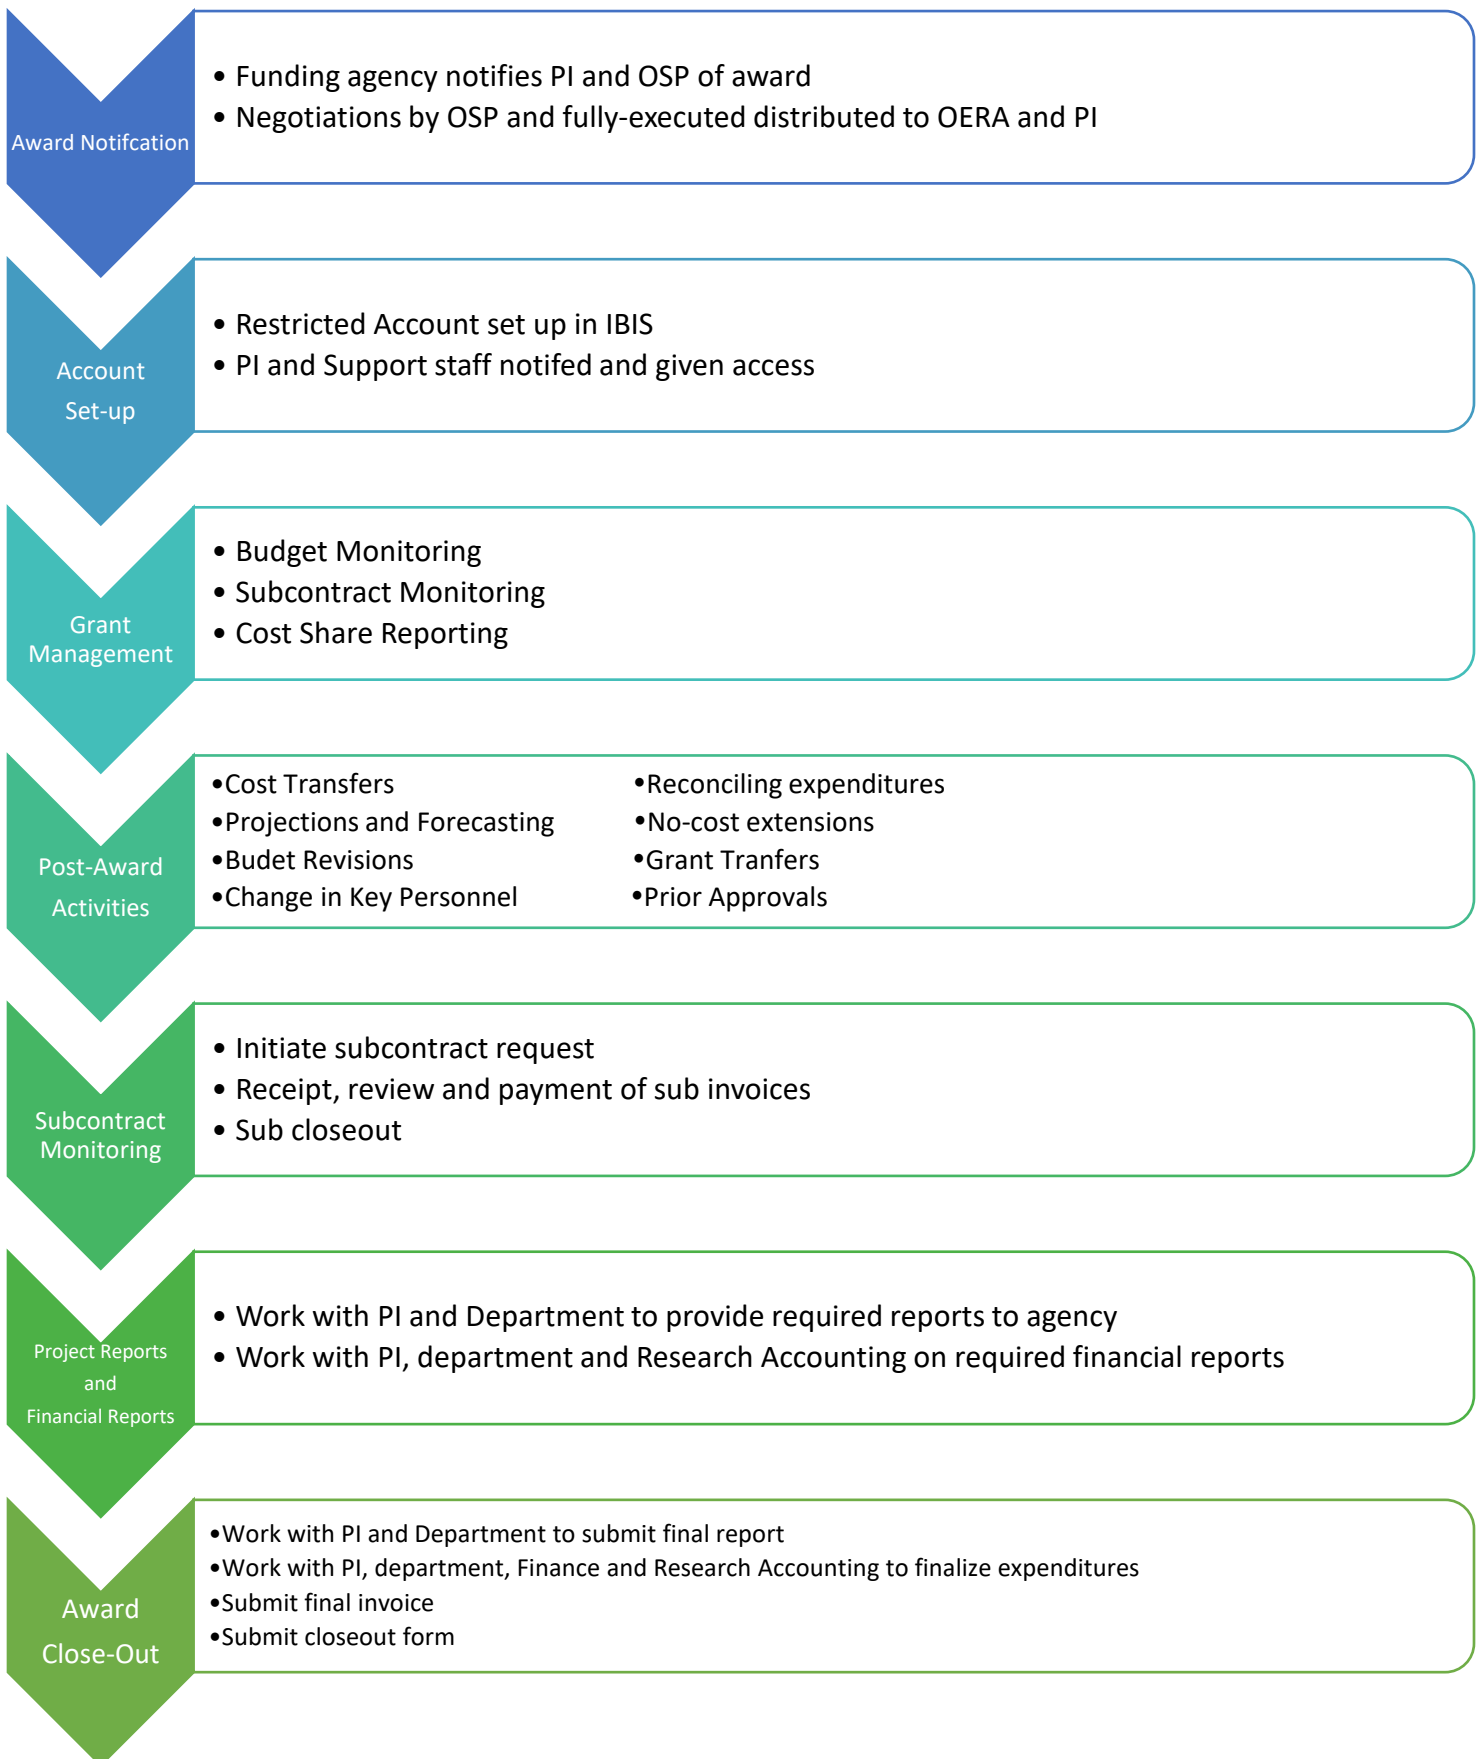 Award Notifcation
• Funding agency notifies PI and OSP of award
• Negotiations by OSP and fully-executed distributed to OERA and PI
Account
Set-up
• Restricted Account set up in IBIS
• PI and Support staff notifed and given access
Grant
Management
• Budget Monitoring
• Subcontract Monitoring
• Cost Share Reporting
Post-Award
Activities
•Cost Transfers
•Projections and Forecasting
•Budet Revisions
•Change in Key Personnel
•Reconciling expenditures
•No-cost extensions
•Grant Tranfers
•Prior Approvals
Subcontract
Monitoring
• Initiate subcontract request
• Receipt, review and payment of sub invoices
• Sub closeout
Project Reports
and
Financial Reports
• Work with PI and Department to provide required reports to agency
• Work with PI, department and Research Accounting on required financial reports
Award
Close-Out
•Work with PI and Department to submit final report
•Work with PI, department, Finance and Research Accounting to finalize expenditures
•Submit final invoice
•Submit closeout form